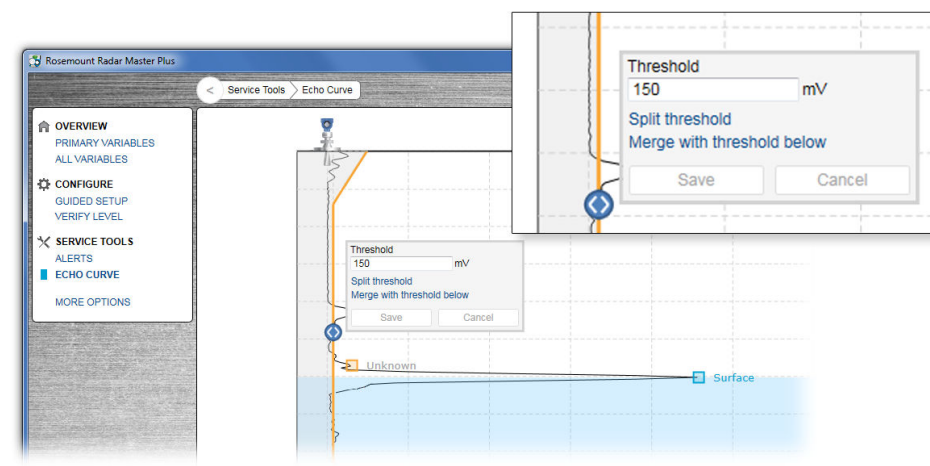 Rosemount Radar Master Plus
< Service Tools Echo Curve
OVERVIEW
PRIMARY VARIABLES
ALL VARIABLES
CONFIGURE
GUIDED SETUP
VERIFY LEVEL
SERVICE TOOLS
ALERTS
ECHO CURVE
MORE OPTIONS
Threshold
150 mV
Split threshold
Merge with threshold below
Save Cancel
Unknown
Surface
Threshold
150 mV
Split threshold
Merge with threshold below
Save Cancel